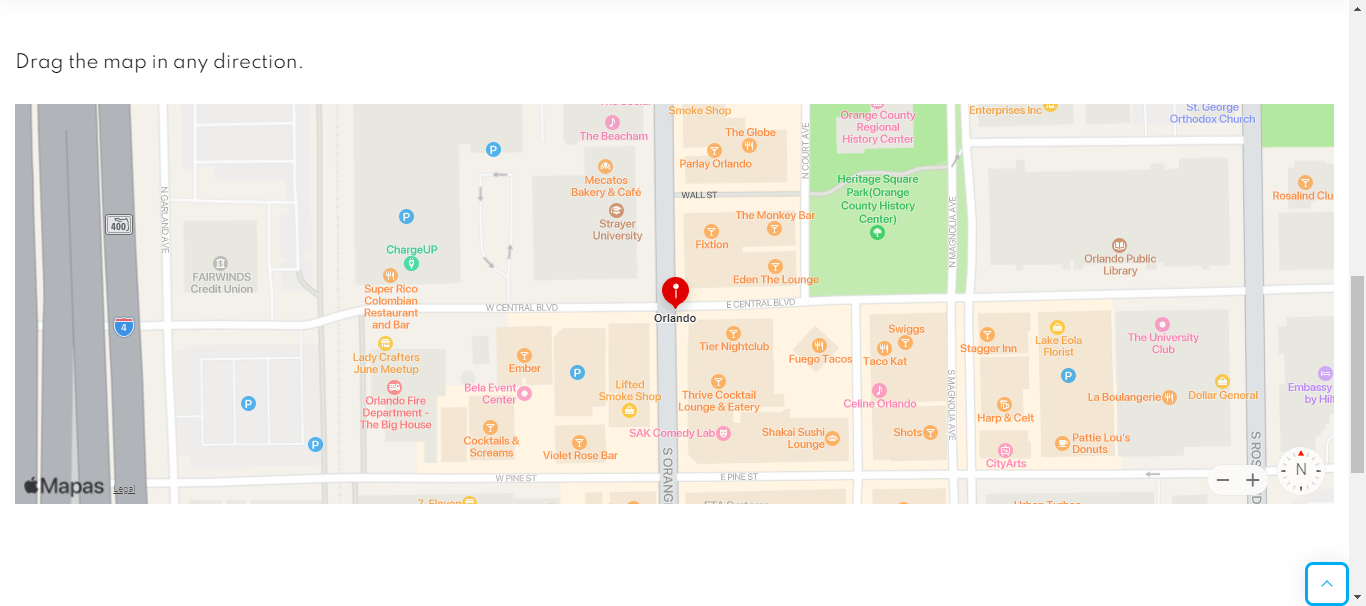 Drag the map in any direction.
Smoke Shop
Orange County
Regional
History Center
Enterprises Inc
St. George
Orthodox Church
The Beacham
The Globe
Parlay Orlando
N COURT AVE
Mecatos
Bakery & Café
WALL ST
Heritage Square
Park(Orange
County History
Center)
Rosalind Clu
N GARLAND AVE
400
P
P
Strayer
University
The Monkey Bar
Fixtion
N MAGNOLIA AVE
ChargeUP
FAIRWINDS
Credit Union
Eden The Lounge
Orlando Public
Library
Super Rico
Colombian
Restaurant
and Bar
W CENTRAL BLVD
E CENTRAL BLVD
Orlando
4
Lady Crafters
June Meetup
Ember
P
Tier Nightclub
Fuego Tacos
Swiggs
Taco Kat
Stagger Inn
Lake Eola
Florist
The University
Club
P
Bela Event
Center
Lifted
Smoke Shop
Thrive Cocktail
Lounge & Eatery
Celine Orlando
S MAGNOLIA AVE
La Boulangerie
Dollar General
Embassy
by Hilt
P
Orlando Fire
Department -
The Big House
Harp & Celt
P
Cocktails &
Screams
Violet Rose Bar
SAK Comedy Lab
Shakai Sushi
Lounge
Shots
Pattie Lou's
Donuts
CityArts
S ORANG
S ROS
W PINE ST
E PINE ST
N
Mapas
Legal